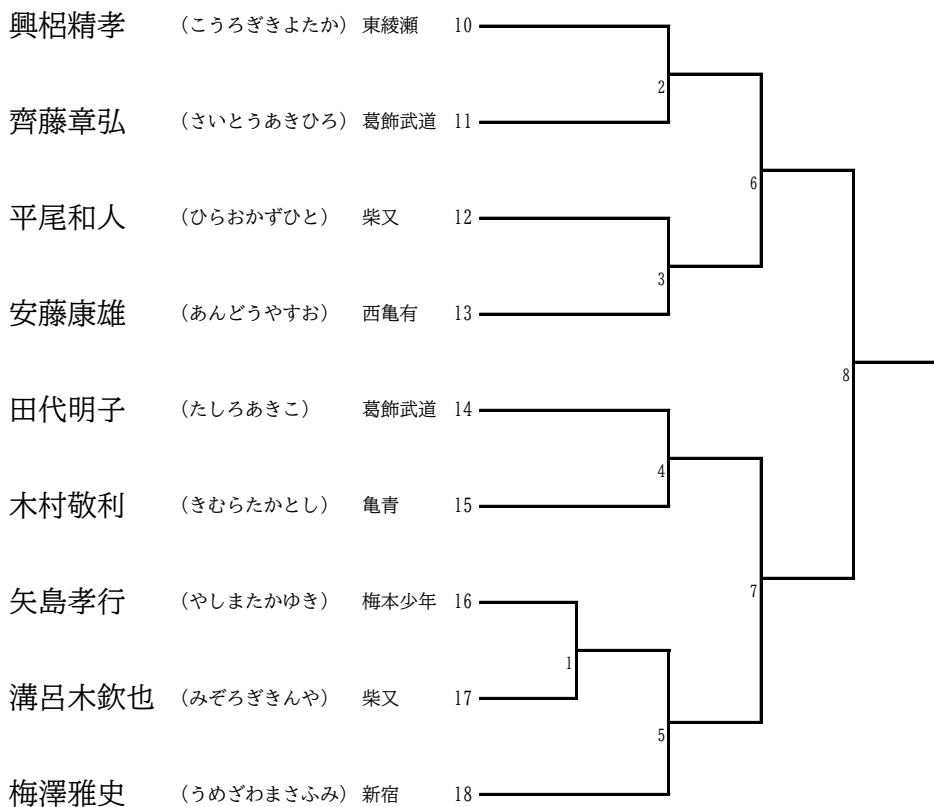 興梠精孝 （こうろぎきよたか） 東綾瀬 10
2
齊藤章弘 （さいとうあきひろ） 葛飾武道 11
6
平尾和人 （ひらおかずひと） 柴又 12
3
安藤康雄 （あんどうやすお） 西亀有 13
8
田代明子 （たしろあきこ） 葛飾武道 14
4
木村敬利 （きむらたかとし） 亀青 15
7
矢島孝行 （やしまたかゆき） 梅本少年 16
1
溝呂木欽也 （みぞろぎきんや） 柴又 17
5
梅澤雅史 （うめざわまさふみ） 新宿 18